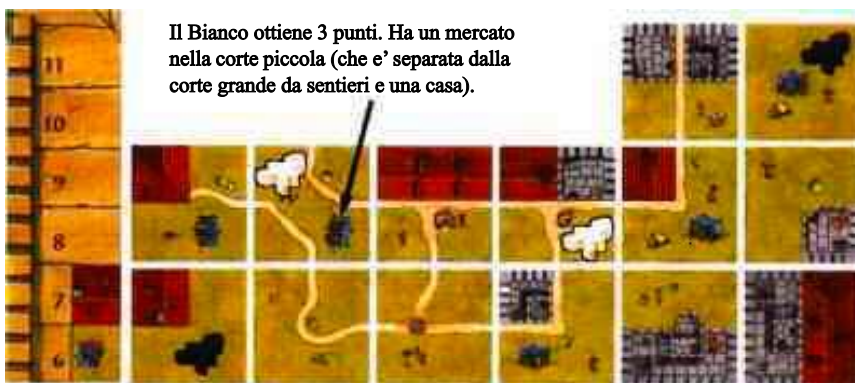 Il Bianco ottiene 3 punti. Ha un mercato
nella corte piccola (che e' separata dalla
corte grande da sentieri e una casa).
11
10
9
8
7
6